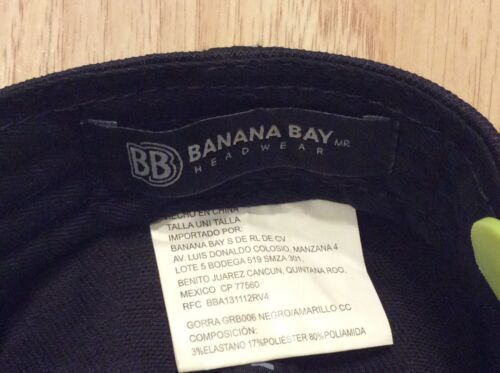 BB BANANA BAY MR
HEADWEAR
HECHO EN CHINA
TALLA UNI TALLA
IMPORTADO POR:
BANANA BAY S DE RL DE CV
AV. LUIS DONALDO COLOSIO, MANZANA 4
LOTE 5 BODEGA 519 SMZA 301,
BENITO JUAREZ CANCUN, QUINTANA ROO,
MEXICO CP 77560
RFC BBA131112RV4
GORRA GRB006 NEGRO/AMARILLO CC
COMPOSICIÓN:
3%ELASTANO 17%POLIÉSTER 80%POLIAMIDA